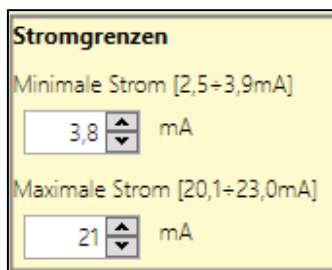 Stromgrenzen
Minimale Strom [2,5÷3,9mA]
3,8 mA
Maximale Strom [20,1÷23,0mA]
21 mA